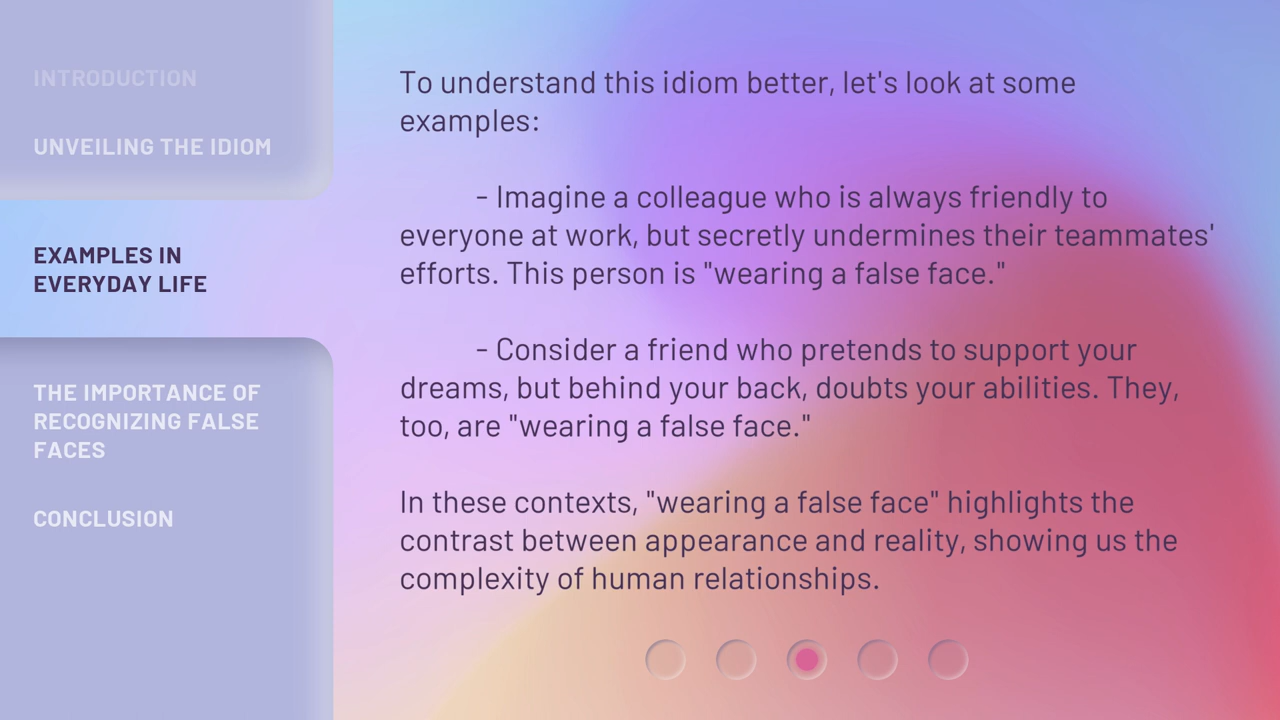 INTRODUCTION
UNVEILING THE IDIOM
EXAMPLES IN
EVERYDAY LIFE
THE IMPORTANCE OF
RECOGNIZING FALSE
FACES
CONCLUSION
To understand this idiom better, let's look at some
examples:
- Imagine a colleague who is always friendly to
everyone at work, but secretly undermines their teammates'
efforts. This person is "wearing a false face."
- Consider a friend who pretends to support your
dreams, but behind your back, doubts your abilities. They,
too, are "wearing a false face."
In these contexts, "wearing a false face" highlights the
contrast between appearance and reality, showing us the
complexity of human relationships.